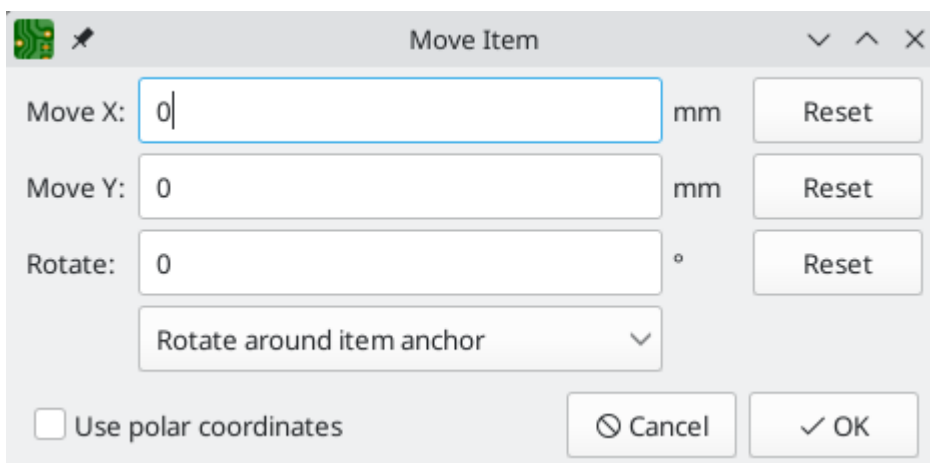 Move Item
Move X: 0 mm Reset
Move Y: 0 mm Reset
Rotate: 0 ° Reset
Rotate around item anchor
Use polar coordinates Cancel OK